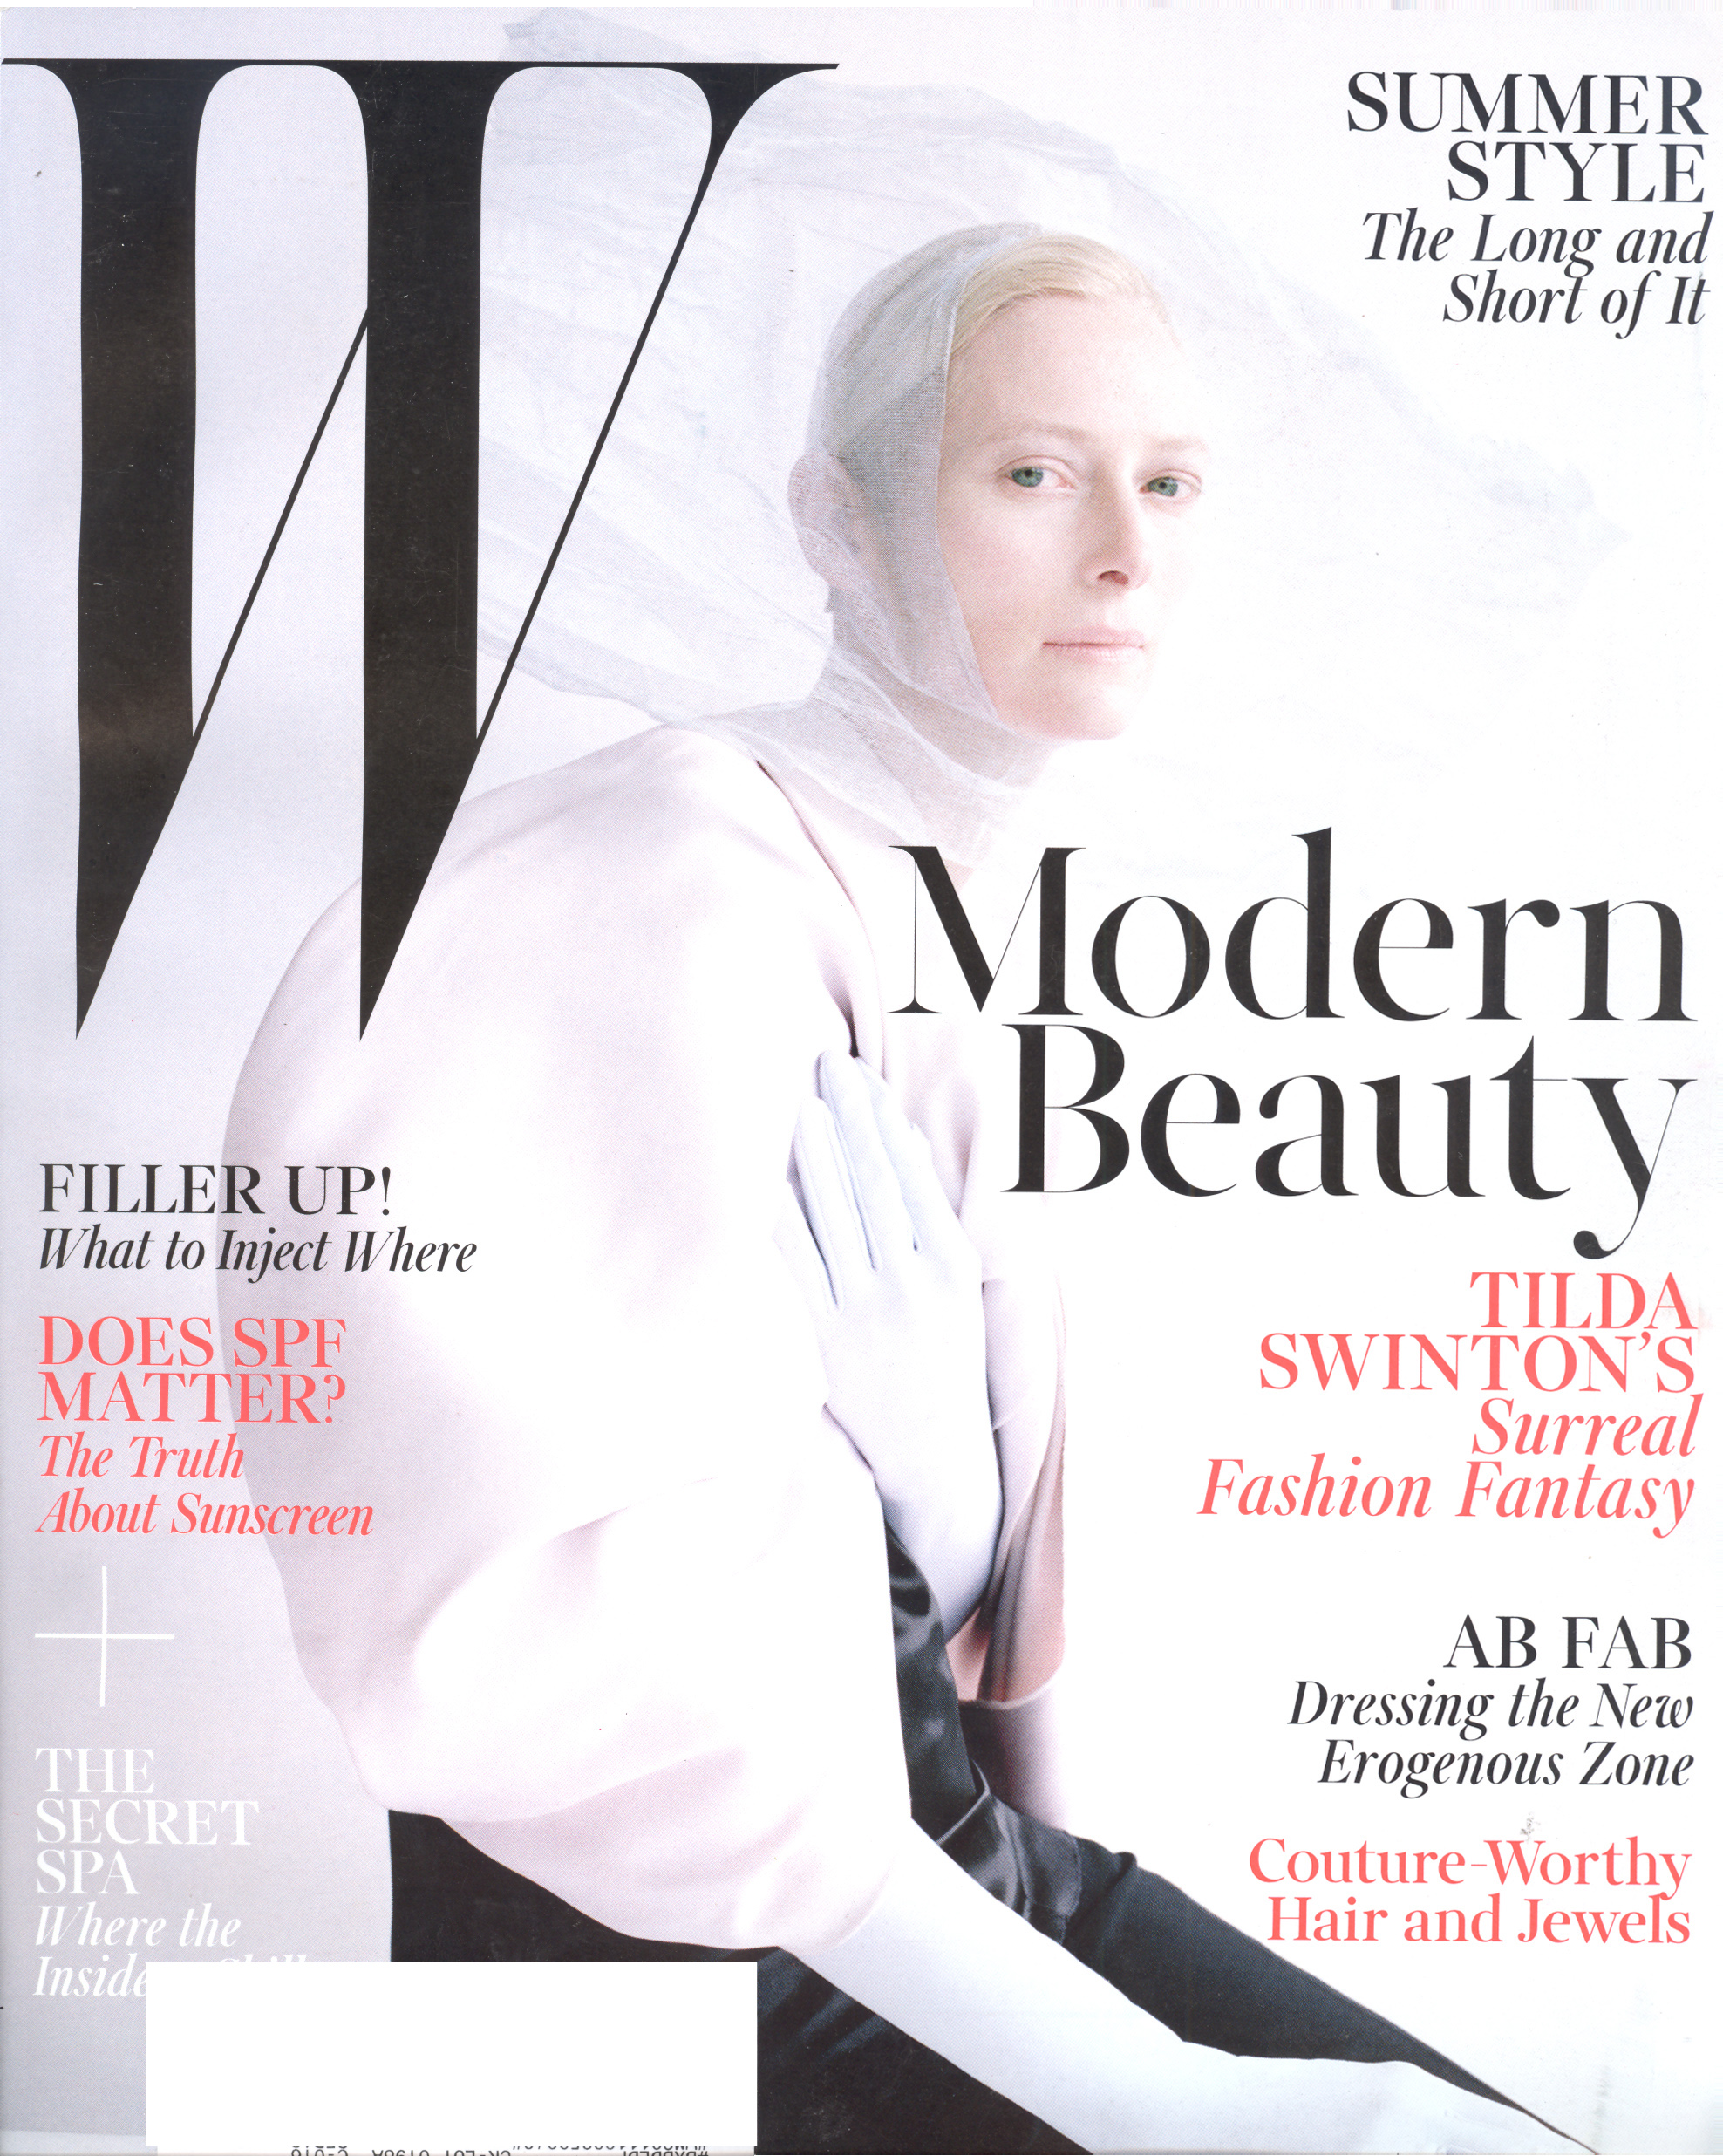 W
SUMMER
STYLE
The Long and
Short of It
Modern
Beauty
TILDA
SWINTON'S
Surreal
Fashion Fantasy
AB FAB
Dressing the New
Erogenous Zone
Couture-Worthy
Hair and Jewels
FILLER UP!
What to Inject Where
DOES SPF
MATTER?
The Truth
About Sunscreen
THE
SECRET
SPA
Where the